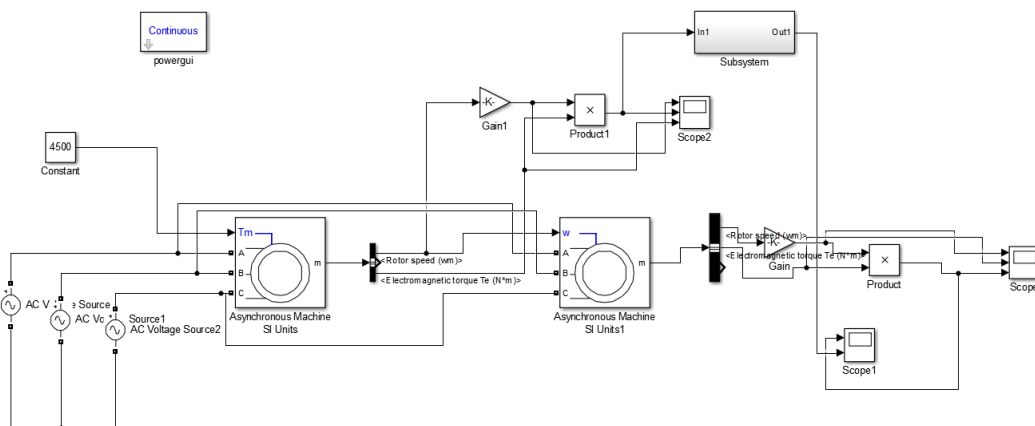 Continuous
powergui
In1
Out1
Subsystem
-K-
Gain1
×
Product1
Scope2
4500
Constant
Tm
A
B
C
m
Asynchronous Machine
SI Units
<Rotor speed (wm)>
<Electromagnetic torque Te (N*m)>
w
A
B
C
m
Asynchronous Machine
SI Units1
<Rotor speed (wm)>
-K-
<Electromagnetic torque Te (N*m)>
Gain
×
Product
Scope
AC V
Source
AC Vo
Source1
AC Voltage Source2
Scope1